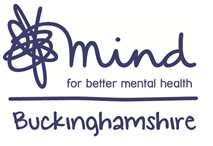 mind
for better mental health
Buckinghamshire